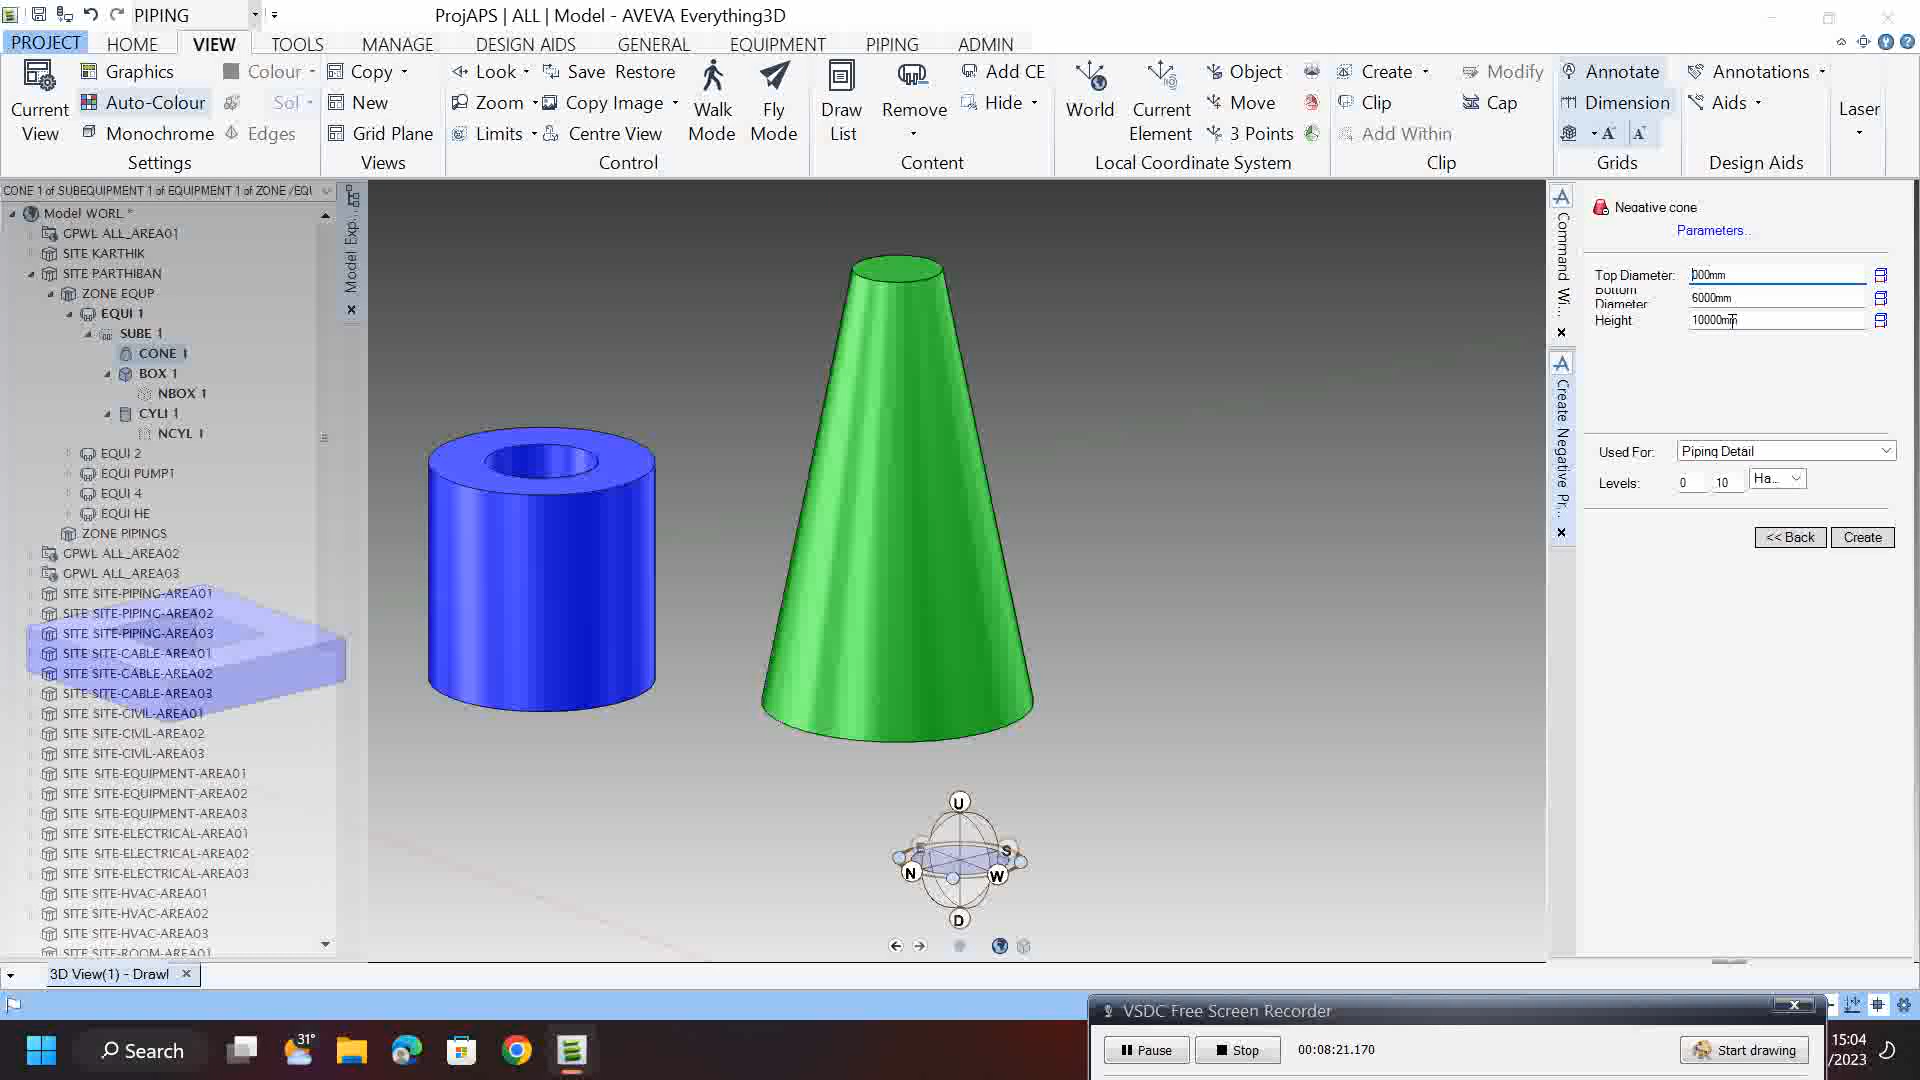 PIPING
ProjAPS | ALL | Model - AVEVA Everything3D
PROJECT HOME VIEW TOOLS MANAGE DESIGN AIDS GENERAL EQUIPMENT PIPING ADMIN
Current View
Graphics
Auto-Colour
Monochrome
Colour
Sol
Edges
Settings
Copy
New
Grid Plane
Views
Look
Zoom
Limits
Save Restore
Copy Image
Centre View
Walk Mode
Fly Mode
Control
Draw List
Remove
Add CE
Hide
Content
World
Current Element
Object
Move
3 Points
Local Coordinate System
Create
Clip
Add Within
Modify
Cap
Clip
Annotate
Dimension
Grids
Annotations
Aids
Design Aids
Laser
CONE 1 of SUBEQUIPMENT 1 of EQUIPMENT 1 of ZONE /EQU
Model WORL *
GPWL ALL_AREA01
SITE KARTHIK
SITE PARTHIBAN
ZONE EQUP
EQUI 1
SUBE 1
CONE 1
BOX 1
NBOX 1
CYLI 1
NCYL 1
EQUI 2
EQUI PUMP1
EQUI 4
EQUI HE
ZONE PIPINGS
GPWL ALL_AREA02
GPWL ALL_AREA03
SITE SITE-PIPING-AREA01
SITE SITE-PIPING-AREA02
SITE SITE-PIPING-AREA03
SITE SITE-CABLE-AREA01
SITE SITE-CABLE-AREA02
SITE SITE-CABLE-AREA03
SITE SITE-CIVIL-AREA01
SITE SITE-CIVIL-AREA02
SITE SITE-CIVIL-AREA03
SITE SITE-EQUIPMENT-AREA01
SITE SITE-EQUIPMENT-AREA02
SITE SITE-EQUIPMENT-AREA03
SITE SITE-ELECTRICAL-AREA01
SITE SITE-ELECTRICAL-AREA02
SITE SITE-ELECTRICAL-AREA03
SITE SITE-HVAC-AREA01
SITE SITE-HVAC-AREA02
SITE SITE-HVAC-AREA03
SITE SITE-ROOM-AREA01
Model Exp...
U
E S
N W
D
Command Wi...
Create Negative Pr...
Negative cone
Parameters..
Top Diameter: 000mm
Bottom Diameter: 6000mm
Height 10000mm
Used For: Piping Detail
Levels: 0 10 Ha...
<< Back Create
3D View(1) - Drawl
VSDC Free Screen Recorder
Pause Stop 00:08:21.170 Start drawing
Search
31°
15:04
/2023